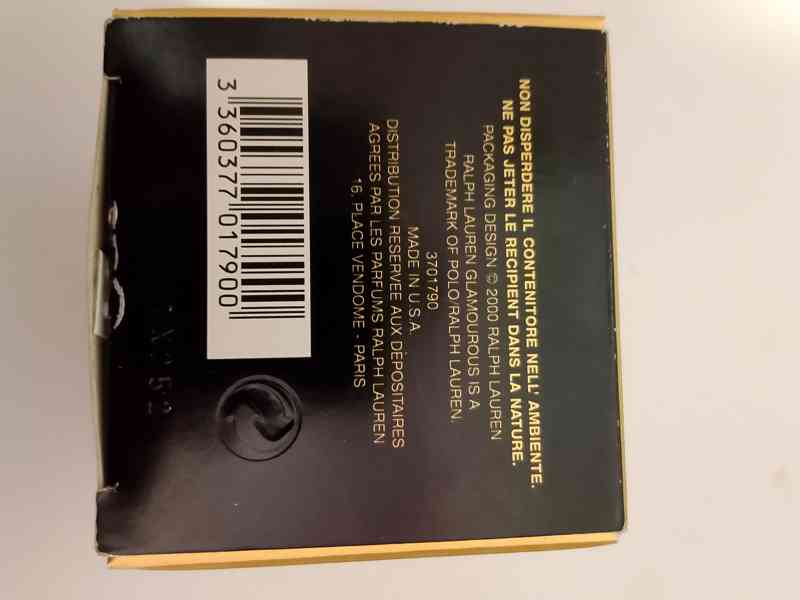 NON DISPERDERE IL CONTENITORE NELL' AMBIENTE.
NE PAS JETER LE RECIPIENT DANS LA NATURE.
PACKAGING DESIGN © 2000 RALPH LAUREN
RALPH LAUREN GLAMOUROUS IS A
TRADEMARK OF POLO/RALPH LAUREN.
3701790
MADE IN U.S.A.
DISTRIBUTION RESERVEE AUX DEPOSITAIRES
AGREES PAR LES PARFUMS RALPH LAUREN
16, PLACE VENDOME - PARIS
3 360377 017900